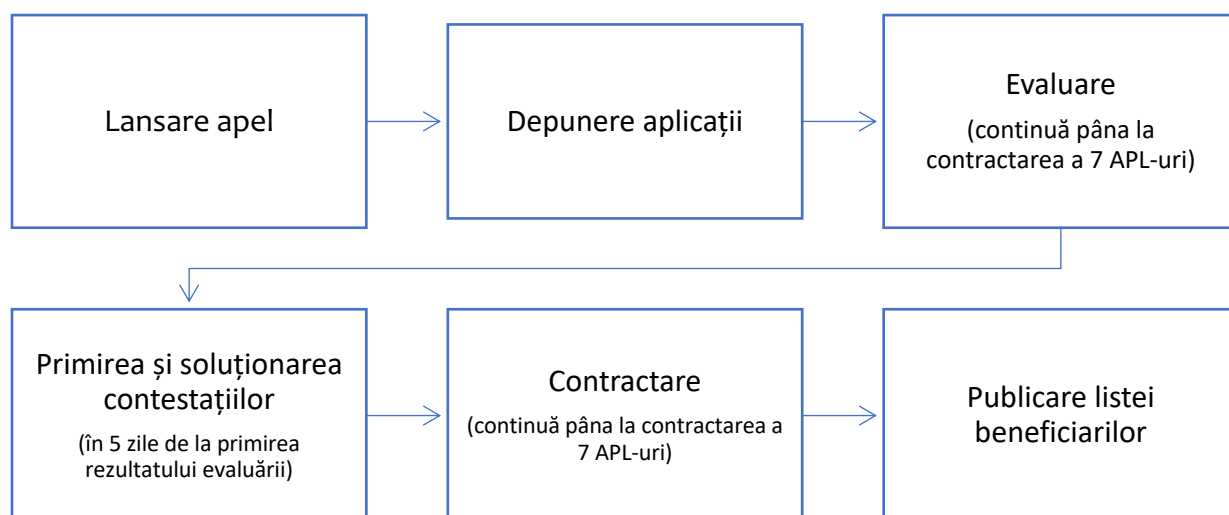 Lansare apel
Depunere aplicații
Evaluare
(continuă pâna la
contractarea a 7 APL-uri)
Primirea și soluționarea
contestațiilor
(în 5 zile de la primirea
rezultatului evaluării)
Contractare
(continuă pâna la contractarea a
7 APL-uri)
Publicare listei
beneficiarilor